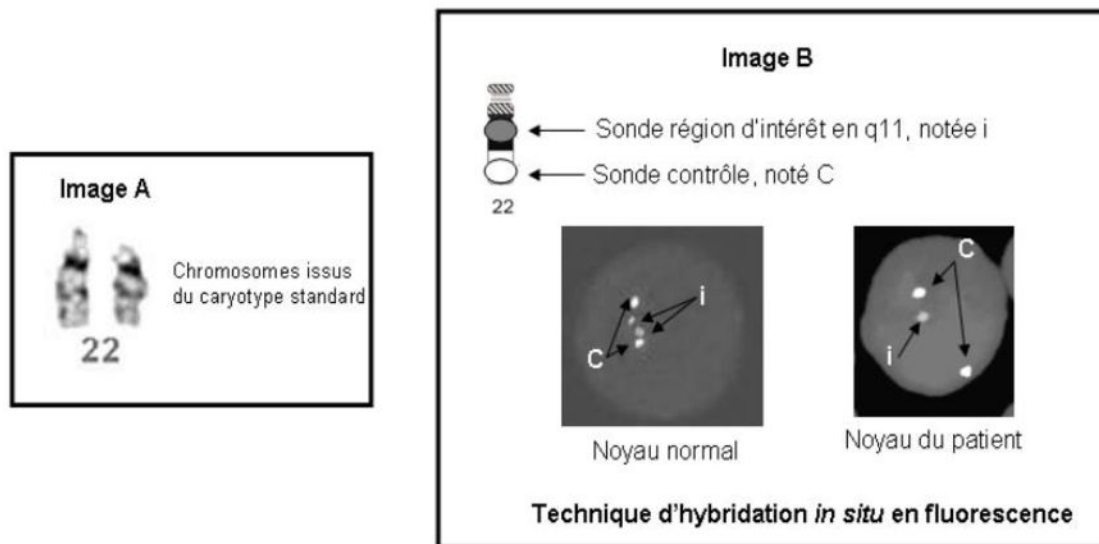 Image A
Chromosomes issus
du caryotype standard
22
Image B
Sonde région d'intérêt en q11, notée i
Sonde contrôle, noté C
22
i
C
Noyau normal
C
i
Noyau du patient
Technique d'hybridation in situ en fluorescence